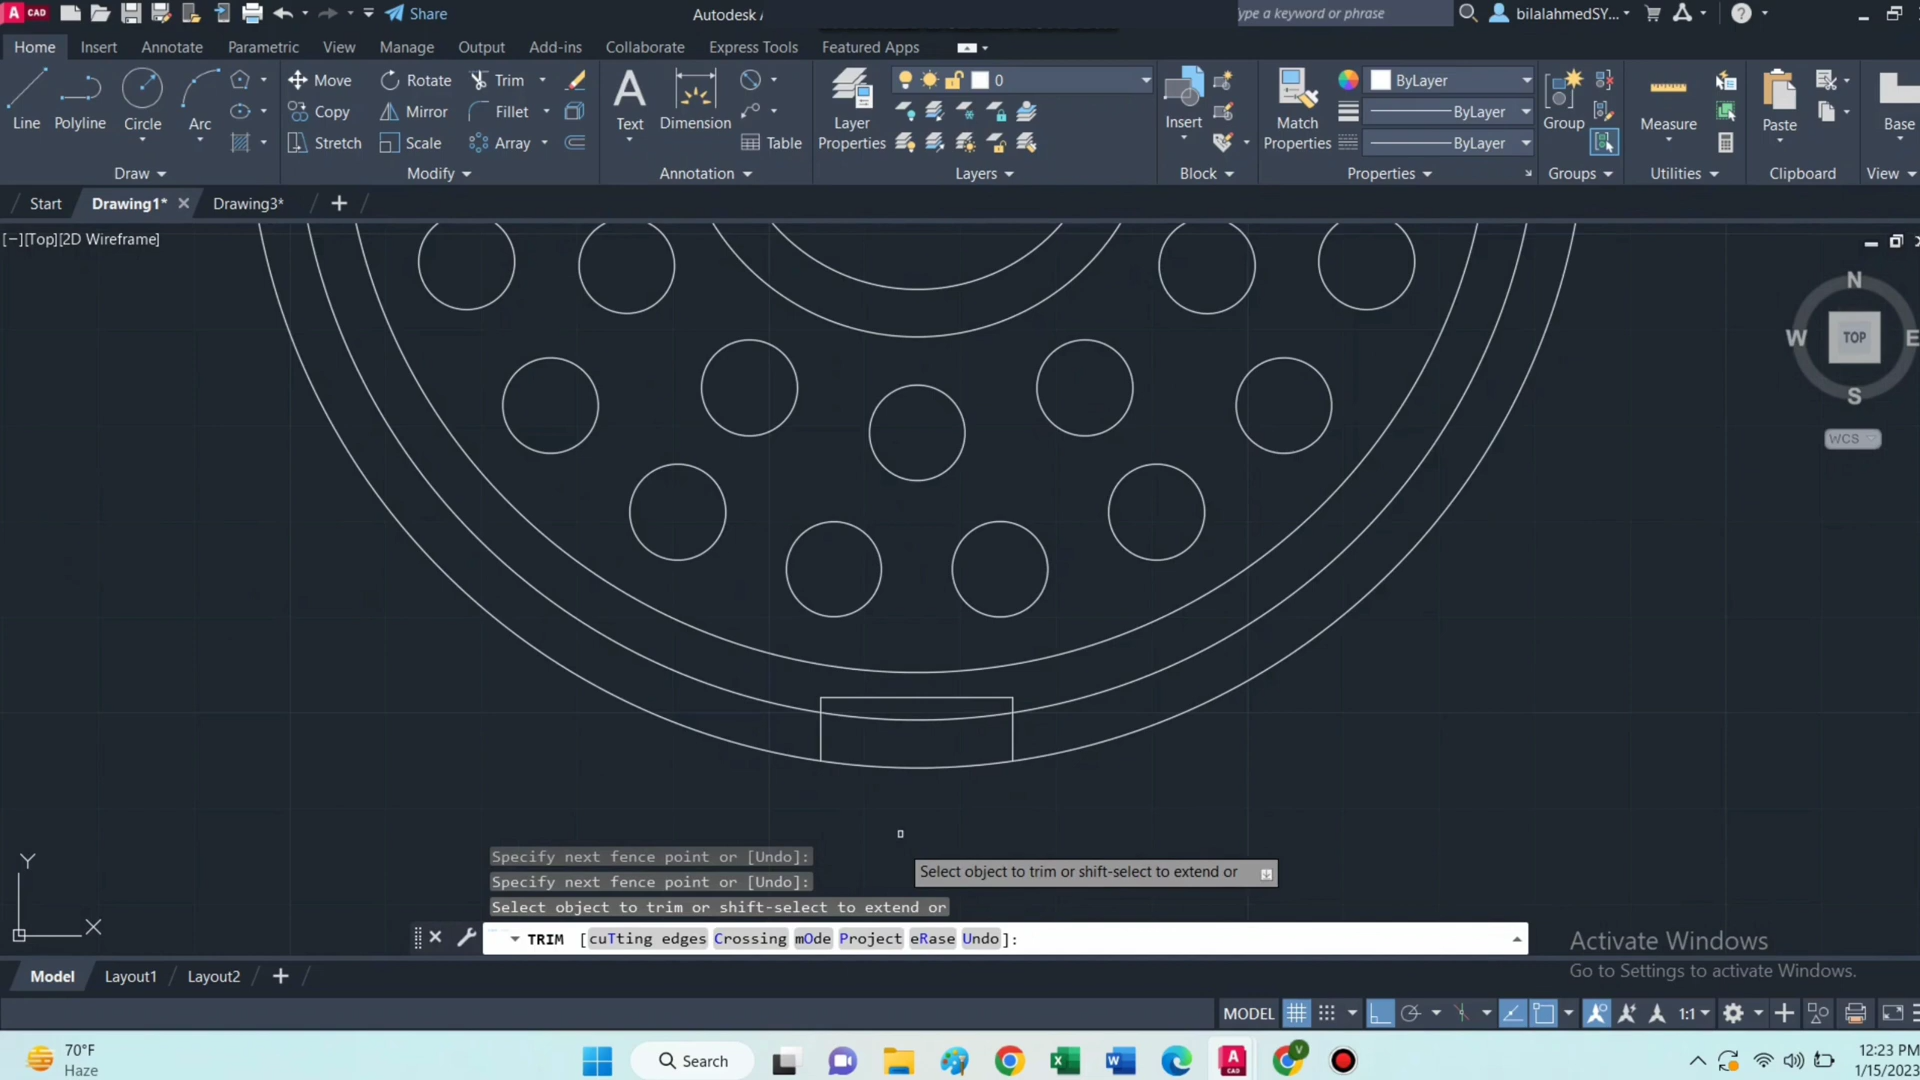 A CAD Share Autodesk A Type a keyword or phrase bilalahmedSY... ?
Home Insert Annotate Parametric View Manage Output Add-ins Collaborate Express Tools Featured Apps
Move Rotate Trim 0 ByLayer
Line Polyline Circle Arc Copy Mirror Fillet Text Dimension Layer Properties Insert Match Properties ByLayer Group Measure Paste Base
Stretch Scale Array Table ByLayer
Draw Modify Annotation Layers Block Properties Groups Utilities Clipboard View
Start Drawing1* Drawing3*
[−][Top][2D Wireframe]
N
W TOP E
S
WCS
Specify next fence point or [Undo]:
Specify next fence point or [Undo]:
Select object to trim or shift-select to extend or
Select object to trim or shift-select to extend or
TRIM [cuTting edges Crossing mOde Project eRase Undo]:
Y
X
Activate Windows
Go to Settings to activate Windows.
Model Layout1 Layout2
MODEL 1:1
70°F
Haze
Search
V
A CAD
12:23 PM
1/15/2023